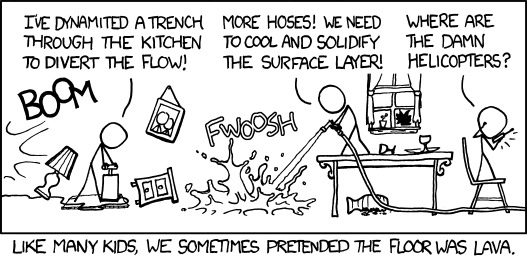 I'VE DYNAMITED A TRENCH
THROUGH THE KITCHEN
TO DIVERT THE FLOW!
BOOM
FWOOSH
MORE HOSES! WE NEED
TO COOL AND SOLIDIFY
THE SURFACE LAYER!
WHERE ARE
THE DAMN
HELICOPTERS?
LIKE MANY KIDS, WE SOMETIMES PRETENDED THE FLOOR WAS LAVA.